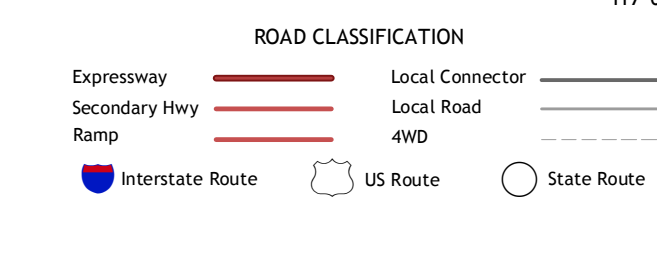 ROAD CLASSIFICATION
Expressway
Local Connector
Secondary Hwy
Local Road
Ramp
4WD
Interstate Route
US Route
State Route